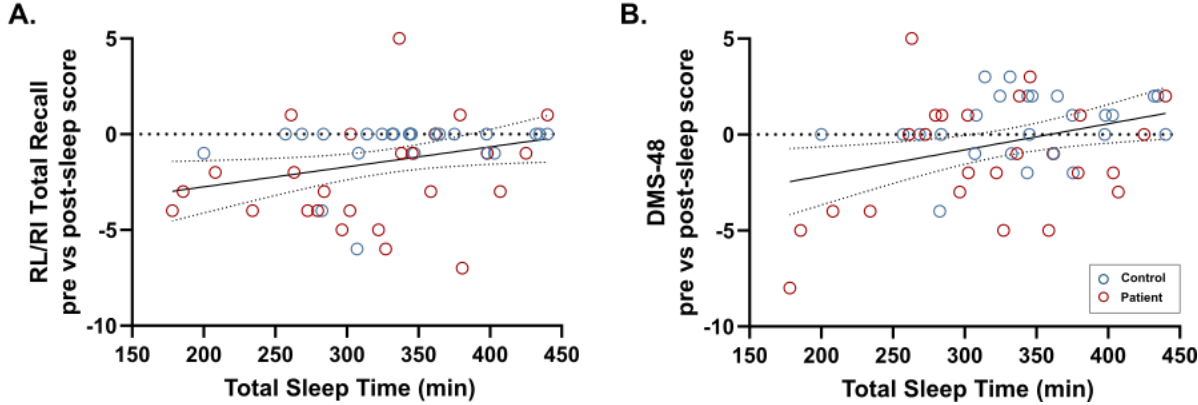 A.
RL/RI Total Recall
pre vs post-sleep score
5
0
-5
-10
150 200 250 300 350 400 450
Total Sleep Time (min)
B.
DMS-48
pre vs post-sleep score
5
0
-5
-10
150 200 250 300 350 400 450
Total Sleep Time (min)
Control
Patient